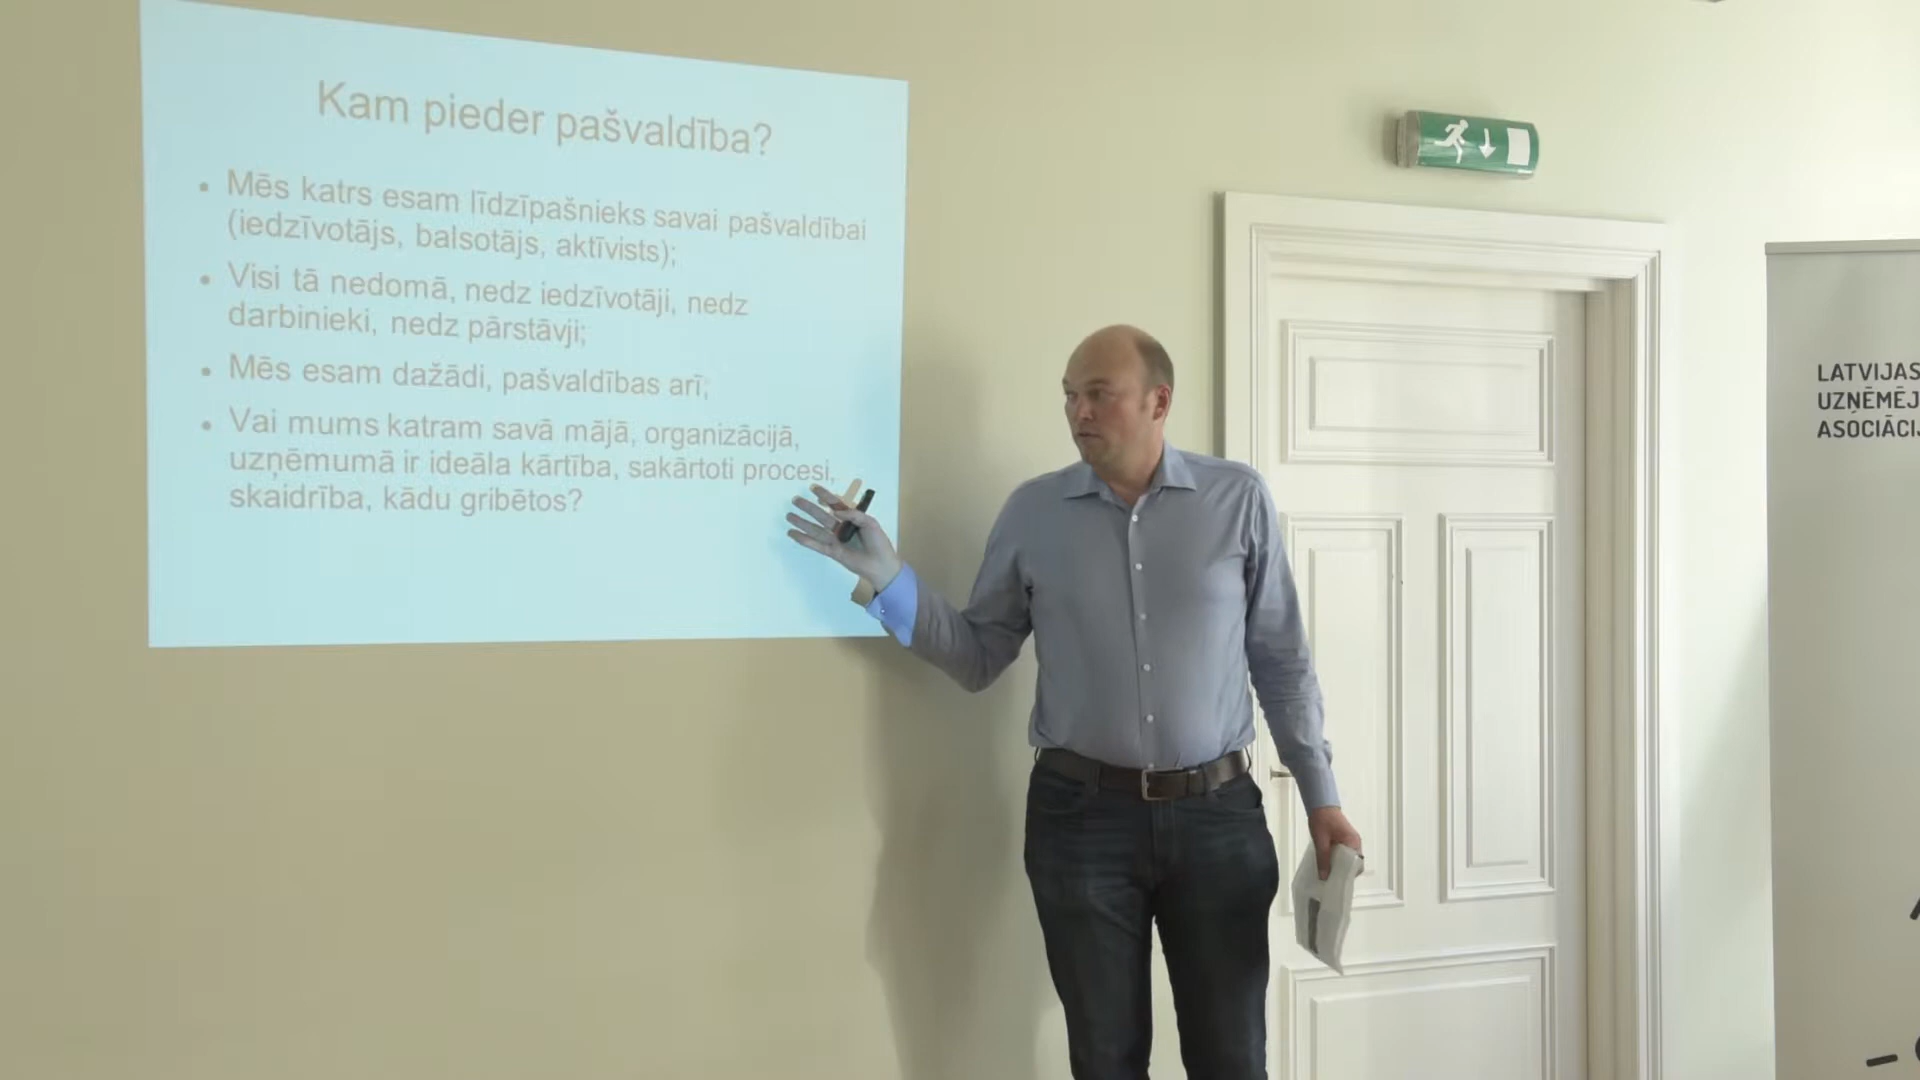 Kam pieder pašvaldība?
• Mēs katrs esam līdzīpašnieks savai pašvaldībai
(iedzīvotājs, balsotājs, aktīvists);
• Visi tā nedomā, nedz iedzīvotāji, nedz
darbinieki, nedz pārstāvji;
• Mēs esam dažādi, pašvaldības arī;
• Vai mums katram savā mājā, organizācijā,
uzņēmumā ir ideāla kārtība, sakārtoti procesi,
skaidrība, kādu gribētos?
LATVIJAS
UZŅĒMĒJ
ASOCIĀCI